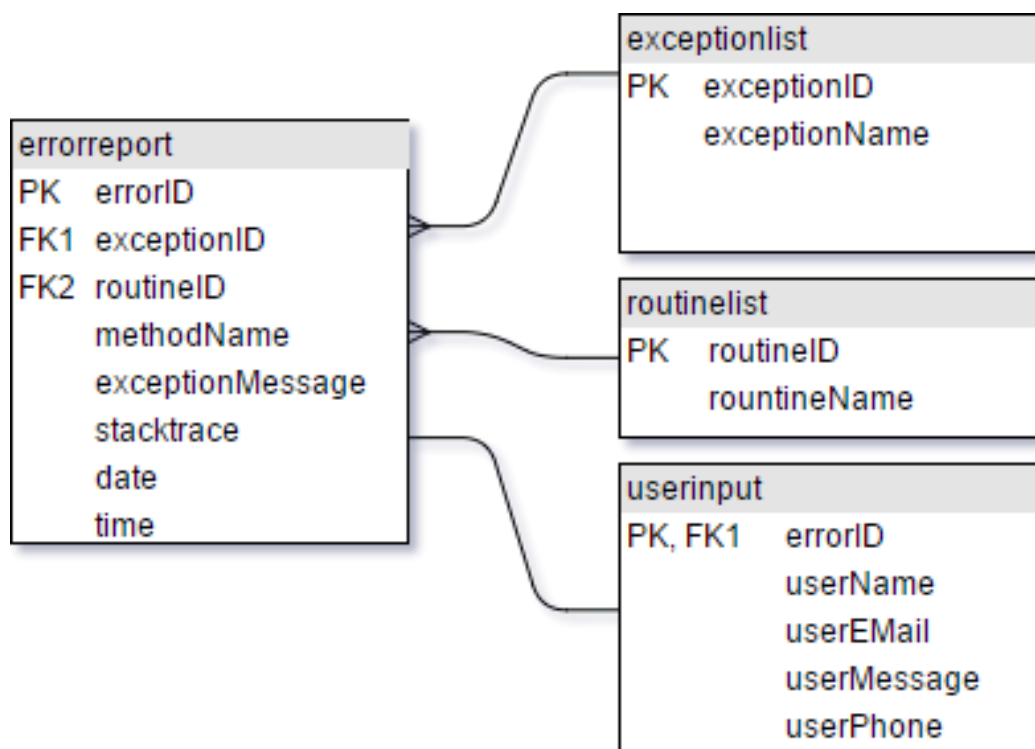 errorreport
PK errorID
FK1 exceptionID
FK2 routineID
methodName
exceptionMessage
stacktrace
date
time
exceptionlist
PK exceptionID
exceptionName
routinelist
PK routineID
rountineName
userinput
PK, FK1 errorID
userName
userEMail
userMessage
userPhone